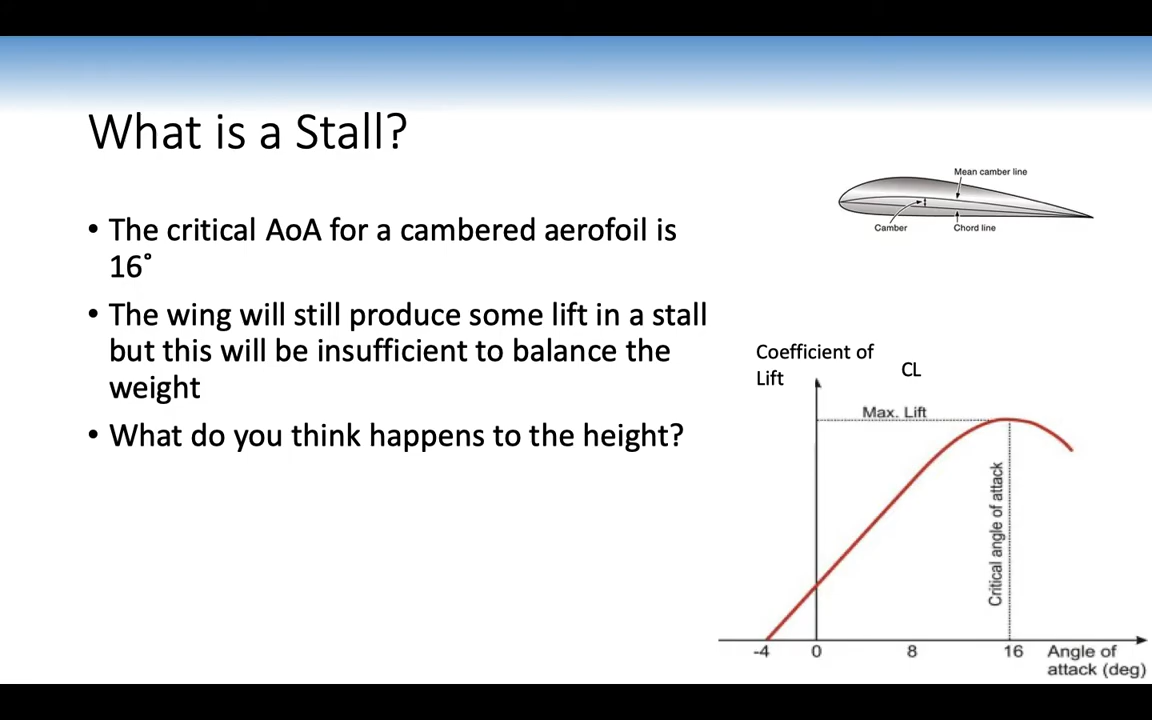 What is a Stall?
• The critical AoA for a cambered aerofoil is
16°
• The wing will still produce some lift in a stall
but this will be insufficient to balance the
weight
• What do you think happens to the height?
Mean camber line
Camber
Chord line
Coefficient of
Lift
CL
Max. Lift
Critical angle of attack
-4
0
8
16
Angle of
attack (deg)